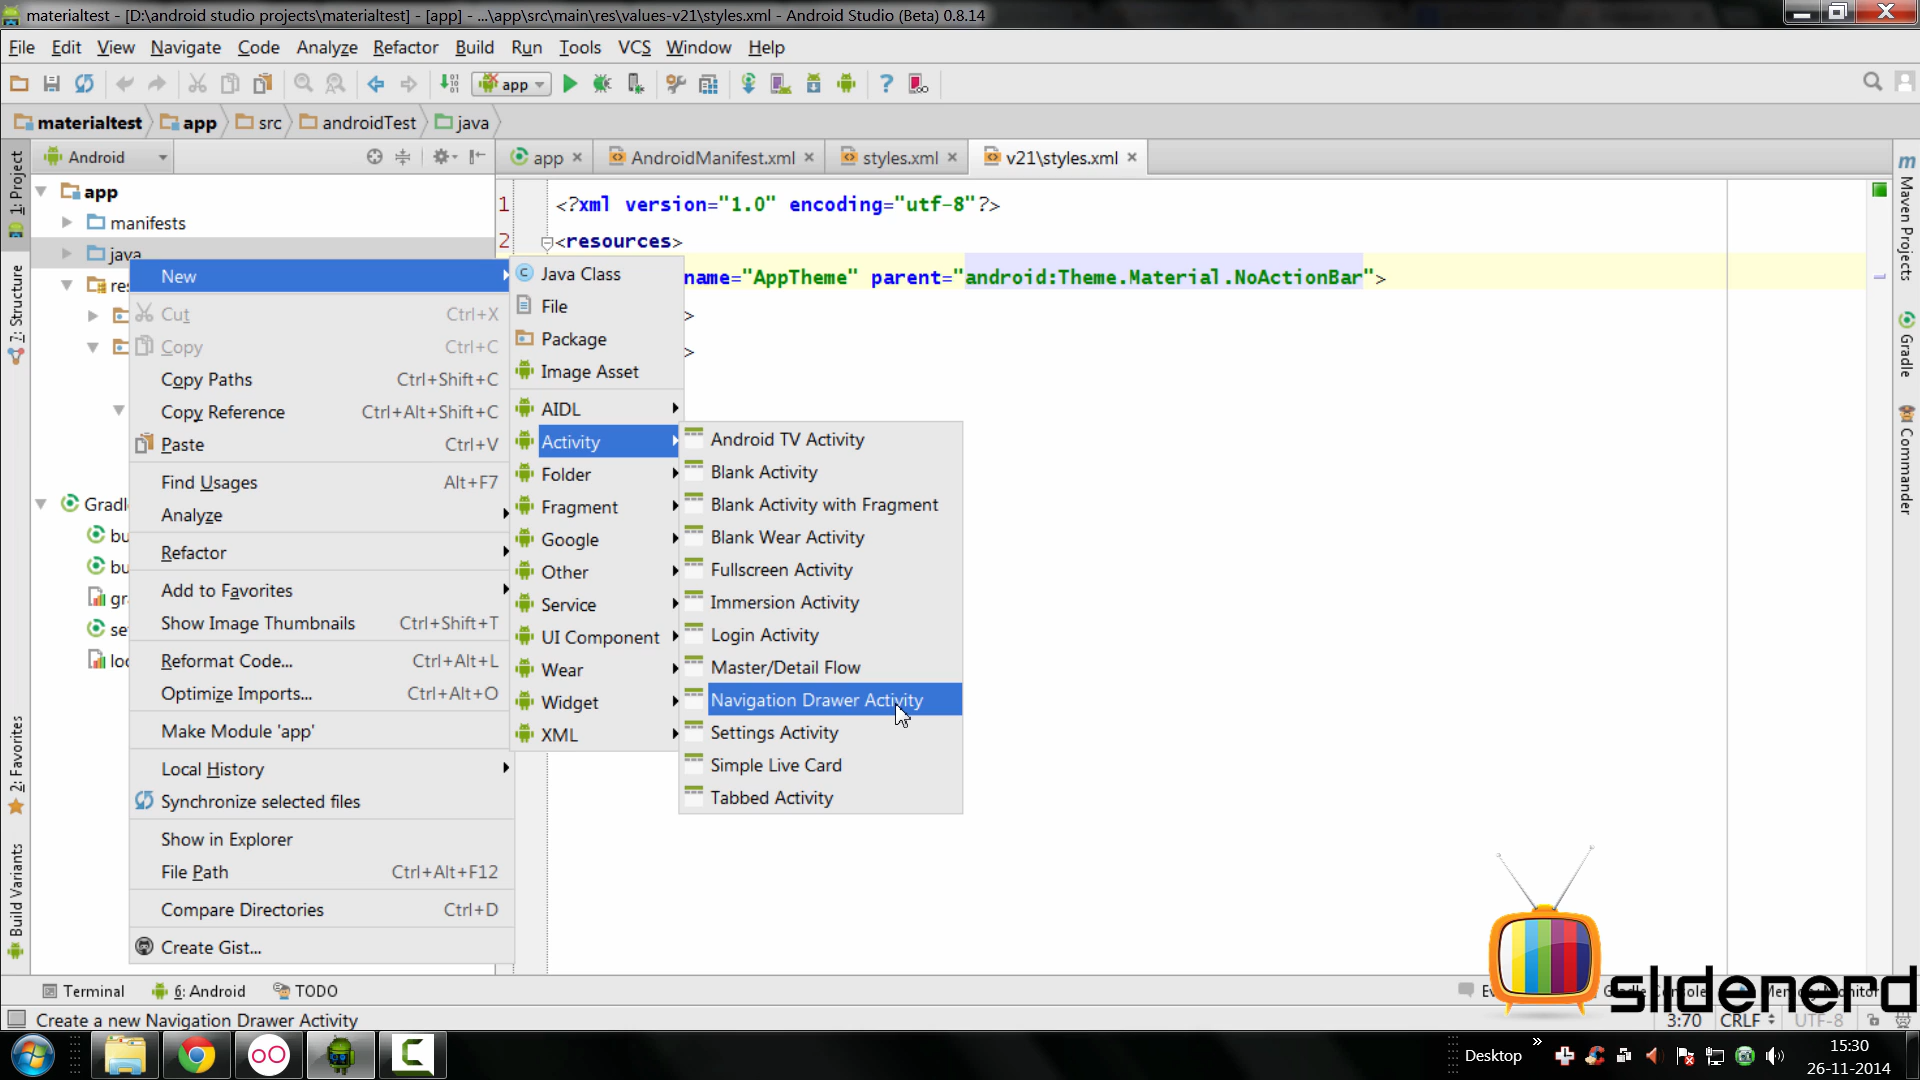 materialtest - [D:\android studio projects\materialtest] - [app] - ...\app\src\main\res\values-v21\styles.xml - Android Studio (Beta) 0.8.14
File Edit View Navigate Code Analyze Refactor Build Run Tools VCS Window Help
app
materialtest app src androidTest java
Android
app AndroidManifest.xml styles.xml v21\styles.xml
1: Project
7: Structure
2: Favorites
Build Variants
app
manifests
java
res
Gradl
bu
bu
gr
se
loc
1 <?xml version="1.0" encoding="utf-8"?>
2 <resources>
name="AppTheme" parent="android:Theme.Material.NoActionBar">
>
>
New
Cut Ctrl+X
Copy Ctrl+C
Copy Paths Ctrl+Shift+C
Copy Reference Ctrl+Alt+Shift+C
Paste Ctrl+V
Find Usages Alt+F7
Analyze
Refactor
Add to Favorites
Show Image Thumbnails Ctrl+Shift+T
Reformat Code... Ctrl+Alt+L
Optimize Imports... Ctrl+Alt+O
Make Module 'app'
Local History
Synchronize selected files
Show in Explorer
File Path Ctrl+Alt+F12
Compare Directories Ctrl+D
Create Gist...
Java Class
File
Package
Image Asset
AIDL
Activity
Folder
Fragment
Google
Other
Service
UI Component
Wear
Widget
XML
Android TV Activity
Blank Activity
Blank Activity with Fragment
Blank Wear Activity
Fullscreen Activity
Immersion Activity
Login Activity
Master/Detail Flow
Navigation Drawer Activity
Settings Activity
Simple Live Card
Tabbed Activity
Maven Projects
Gradle
Commander
slidenerd
Terminal 6: Android TODO
Create a new Navigation Drawer Activity
3:70 CRLF UTF-8
Desktop
15:30
26-11-2014